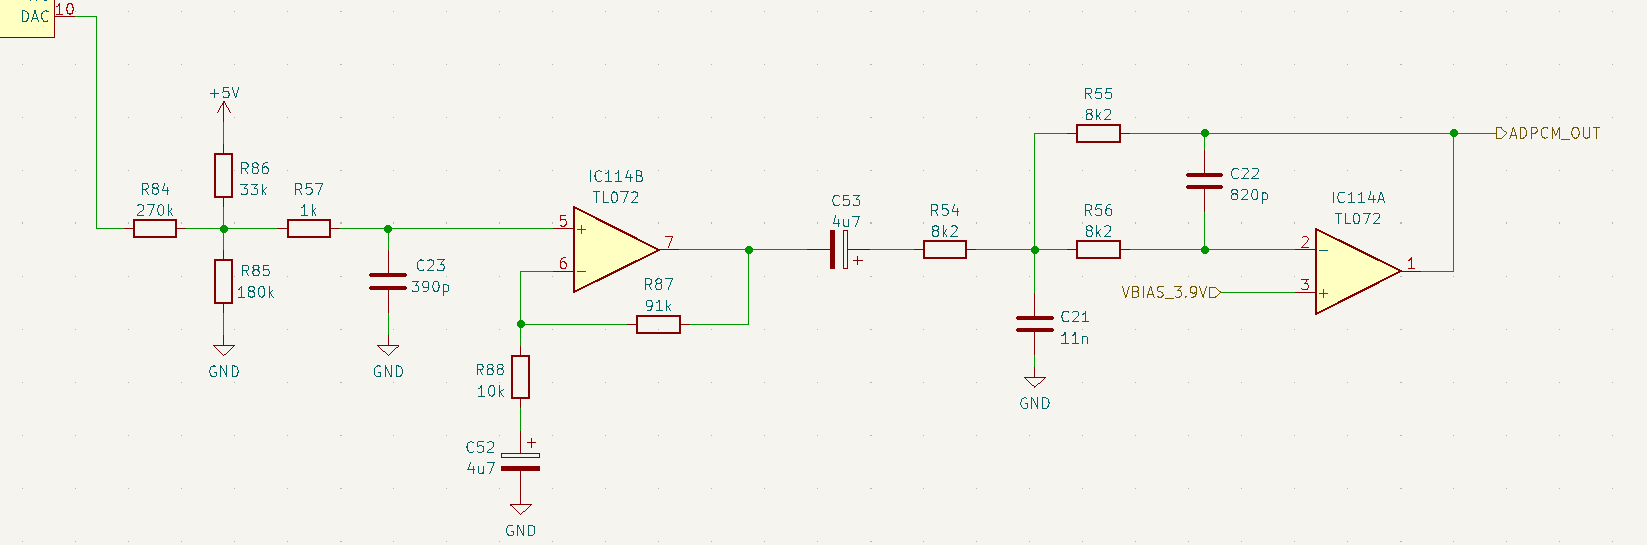 DAC
10
+5V
R86
33k
R84
270k
R57
1k
R85
180k
GND
C23
390p
GND
IC114B
TL072
5
+
6
−
7
R87
91k
R88
10k
C52
4u7
+
GND
C53
4u7
+
R54
8k2
R55
8k2
R56
8k2
C21
11n
GND
C22
820p
IC114A
TL072
2
−
3
+
1
VBIAS_3.9V
ADPCM_OUT